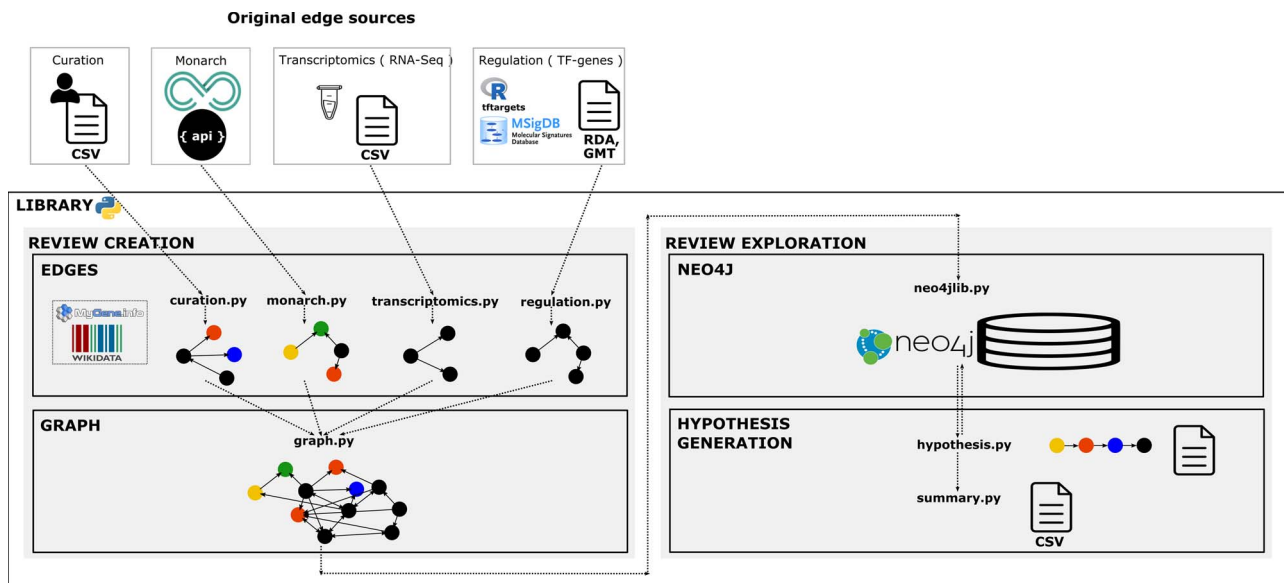 Original edge sources
Curation
CSV
Monarch
{ api }
Transcriptomics ( RNA-Seq )
CSV
Regulation ( TF-genes )
R
tftargets
MSigDB
Molecular Signatures
Database
RDA,
GMT
LIBRARY
REVIEW CREATION
EDGES
MyGene.info
WIKIDATA
curation.py
monarch.py
transcriptomics.py
regulation.py
GRAPH
graph.py
REVIEW EXPLORATION
NEO4J
neo4jlib.py
neo4j
HYPOTHESIS
GENERATION
hypothesis.py
summary.py
CSV